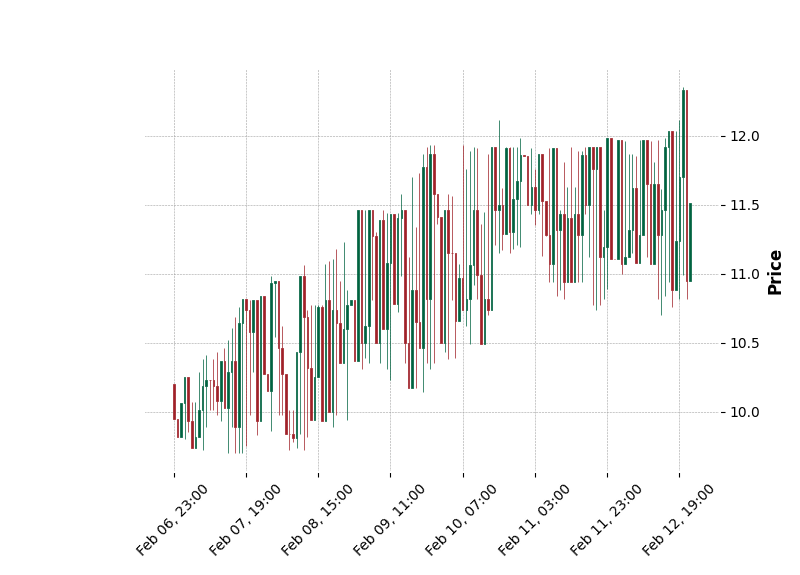 12.0
11.5
11.0
10.5
10.0
Price
Feb 06, 23:00
Feb 07, 19:00
Feb 08, 15:00
Feb 09, 11:00
Feb 10, 07:00
Feb 11, 03:00
Feb 11, 23:00
Feb 12, 19:00